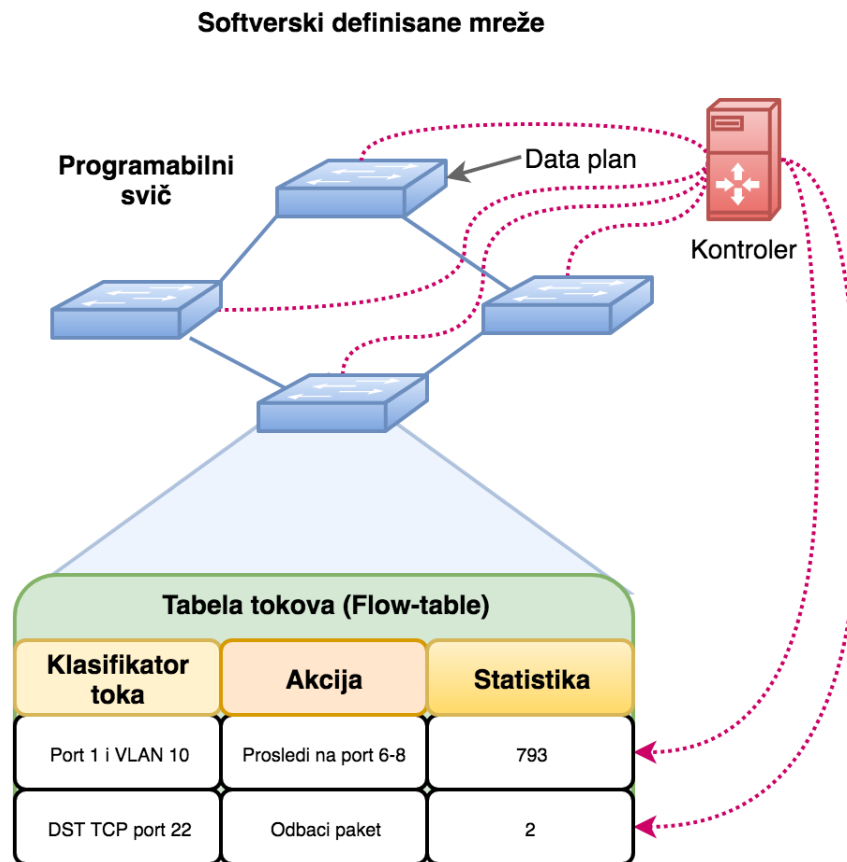 Softverski definisane mreže
Programabilni
svič
Data plan
Kontroler
Tabela tokova (Flow-table)
Klasifikator
toka
Akcija
Statistika
Port 1 i VLAN 10
Prosledi na port 6-8
793
DST TCP port 22
Odbaci paket
2